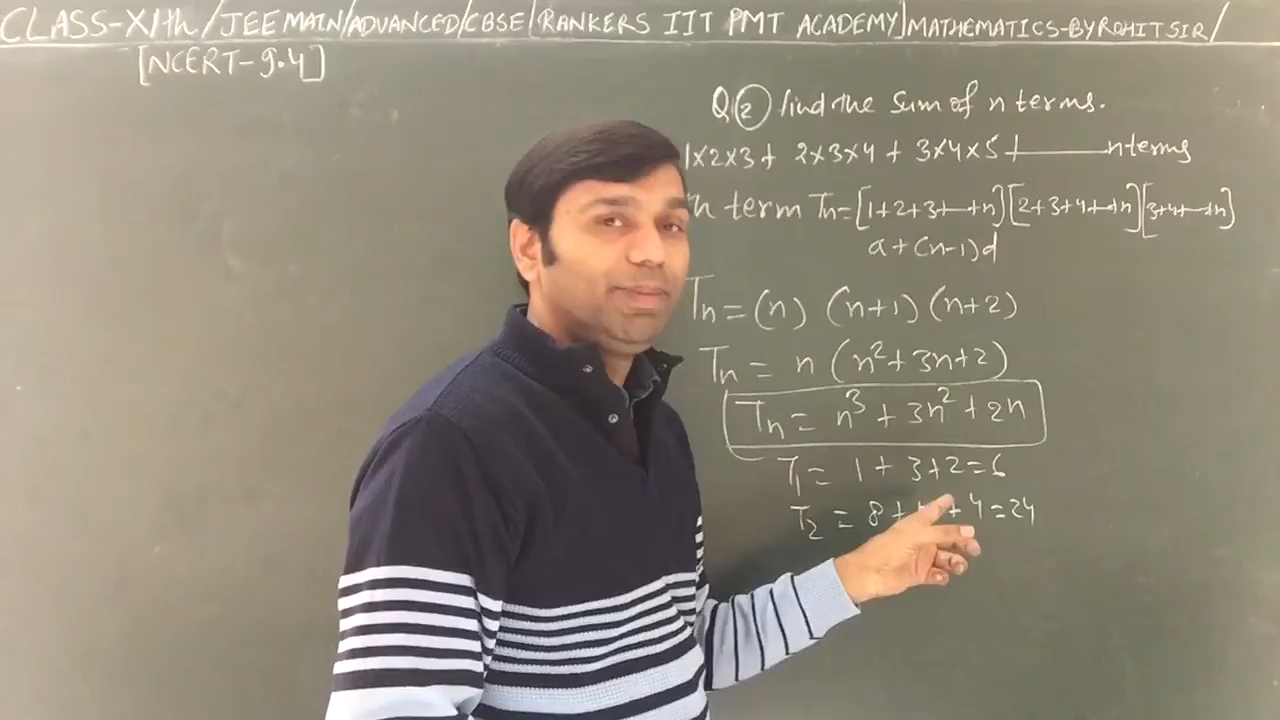 CLASS-XIth/JEE MAIN/ADVANCED/CBSE/RANKERS IIT PMT ACADEMY]MATHEMATICS-BY ROHIT SIR/
[NCERT-9.4]
Q② find the sum of n terms.
1×2×3+ 2×3×4 + 3×4×5+———n terms
term Tn=[1+2+3+—+n][2+3+4+—+n][3+4+—+n]
a+(n-1)d
Tn=(n) (n+1)(n+2)
Tn = n(n²+3n+2)
Tn = n³+3n²+2n
T1= 1+3+2=6
T2 = 8+ +4=24